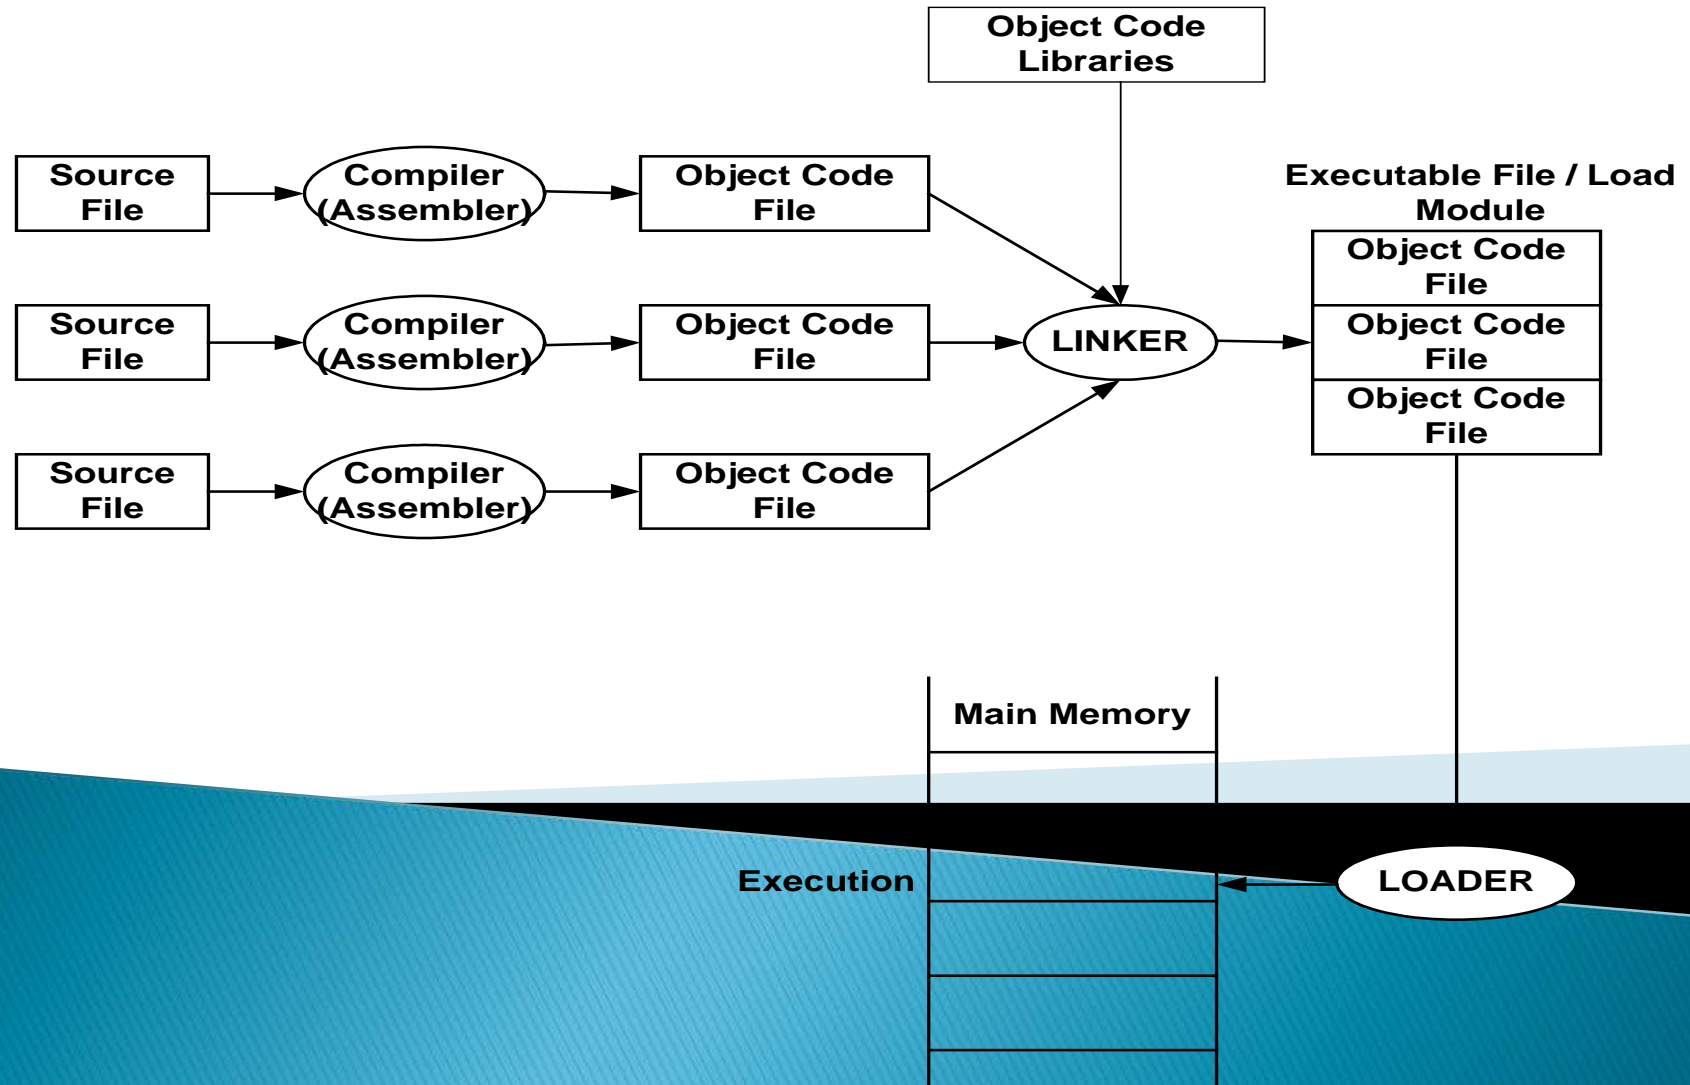 Object Code
Libraries
Source
File
Compiler
(Assembler)
Object Code
File
Executable File / Load
Module
Object Code
File
Source
File
Compiler
(Assembler)
Object Code
File
LINKER
Object Code
File
Source
File
Compiler
(Assembler)
Object Code
File
Object Code
File
Main Memory
Execution
LOADER